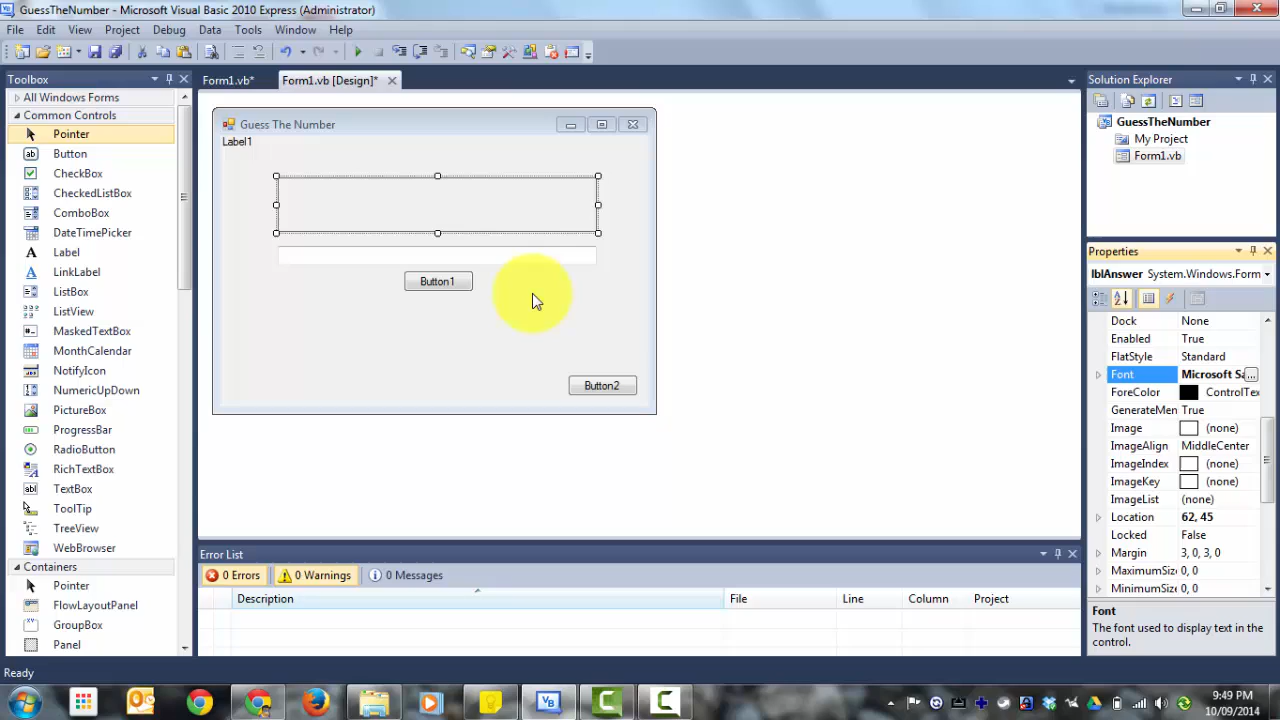 GuessTheNumber - Microsoft Visual Basic 2010 Express (Administrator)
File Edit View Project Debug Data Tools Window Help
Toolbox
All Windows Forms
Common Controls
Pointer
Button
CheckBox
CheckedListBox
ComboBox
DateTimePicker
Label
LinkLabel
ListBox
ListView
MaskedTextBox
MonthCalendar
NotifyIcon
NumericUpDown
PictureBox
ProgressBar
RadioButton
RichTextBox
TextBox
ToolTip
TreeView
WebBrowser
Containers
Pointer
FlowLayoutPanel
GroupBox
Panel
Form1.vb* Form1.vb [Design]*
Guess The Number
Label1
Button1
Button2
Error List
0 Errors 0 Warnings 0 Messages
Description File Line Column Project
Solution Explorer
GuessTheNumber
My Project
Form1.vb
Properties
lblAnswer System.Windows.Form
Dock None
Enabled True
FlatStyle Standard
Font Microsoft Sa ...
ForeColor ControlTex
GenerateMen True
Image (none)
ImageAlign MiddleCenter
ImageIndex (none)
ImageKey (none)
ImageList (none)
Location 62, 45
Locked False
Margin 3, 0, 3, 0
MaximumSize 0, 0
MinimumSize 0, 0
Font
The font used to display text in the
control.
Ready
9:49 PM
10/09/2014